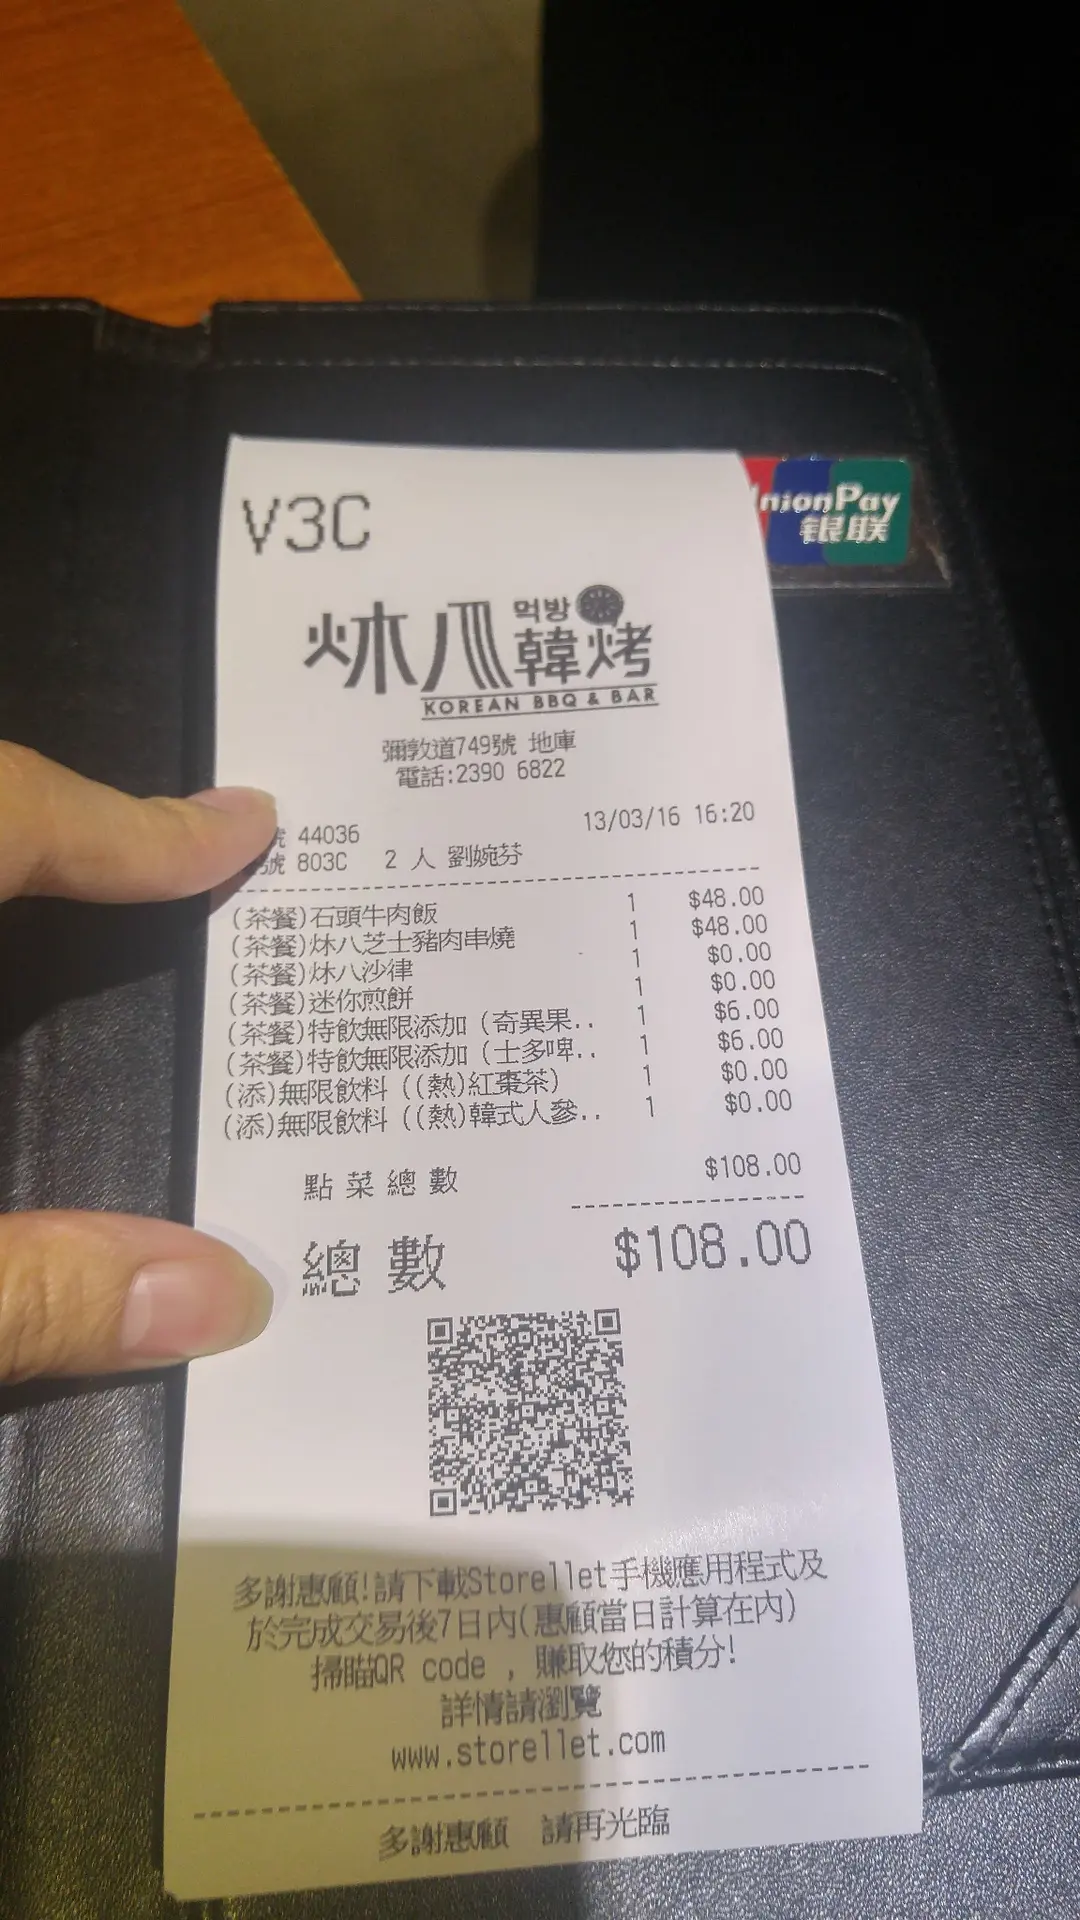 V3C
UnionPay
银联
炑八 먹방 韓烤
KOREAN BBQ & BAR
彌敦道749號 地庫
電話:2390 6822
號 44036 13/03/16 16:20
號 803C 2 人 劉婉芬
(茶餐)石頭牛肉飯 1 $48.00
(茶餐)炑八芝士豬肉串燒 1 $48.00
(茶餐)炑八沙律 1 $0.00
(茶餐)迷你煎餅 1 $0.00
(茶餐)特飲無限添加 (奇異果.. 1 $6.00
(茶餐)特飲無限添加 (士多啤.. 1 $6.00
(添)無限飲料 ((熱)紅棗茶) 1 $0.00
(添)無限飲料 ((熱)韓式人參.. 1 $0.00
點菜總數 $108.00
總數 $108.00
多謝惠顧!請下載Storellet手機應用程式及
於完成交易後7日內(惠顧當日計算在內)
掃瞄QR code , 賺取您的積分!
詳情請瀏覽
www.storellet.com
多謝惠顧 請再光臨